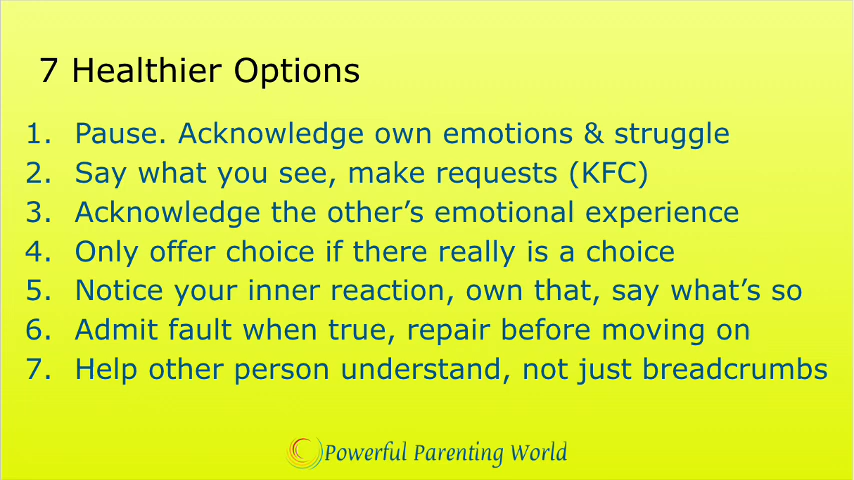 7 Healthier Options
1. Pause. Acknowledge own emotions & struggle
2. Say what you see, make requests (KFC)
3. Acknowledge the other’s emotional experience
4. Only offer choice if there really is a choice
5. Notice your inner reaction, own that, say what’s so
6. Admit fault when true, repair before moving on
7. Help other person understand, not just breadcrumbs
Powerful Parenting World